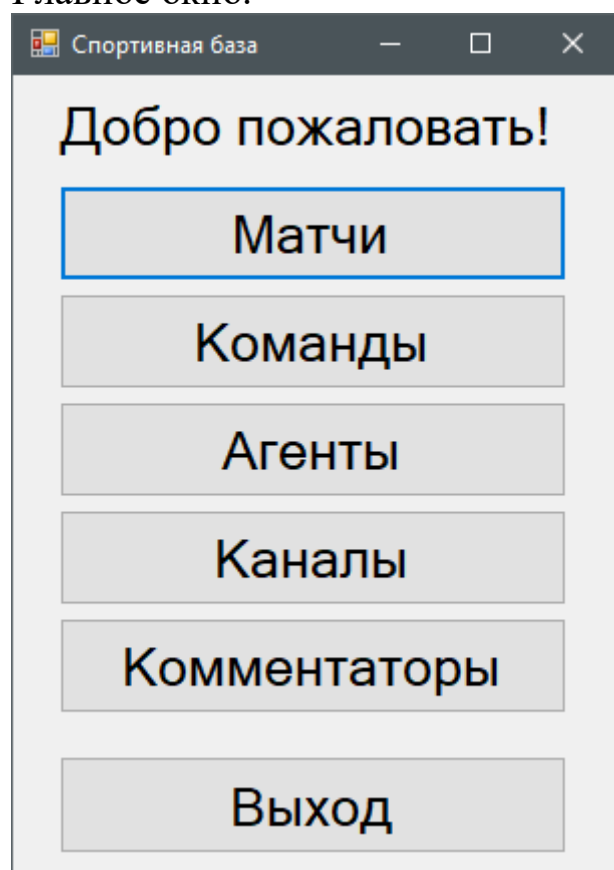 Главное окно:
Спортивная база
Добро пожаловать!
Матчи
Команды
Агенты
Каналы
Комментаторы
Выход